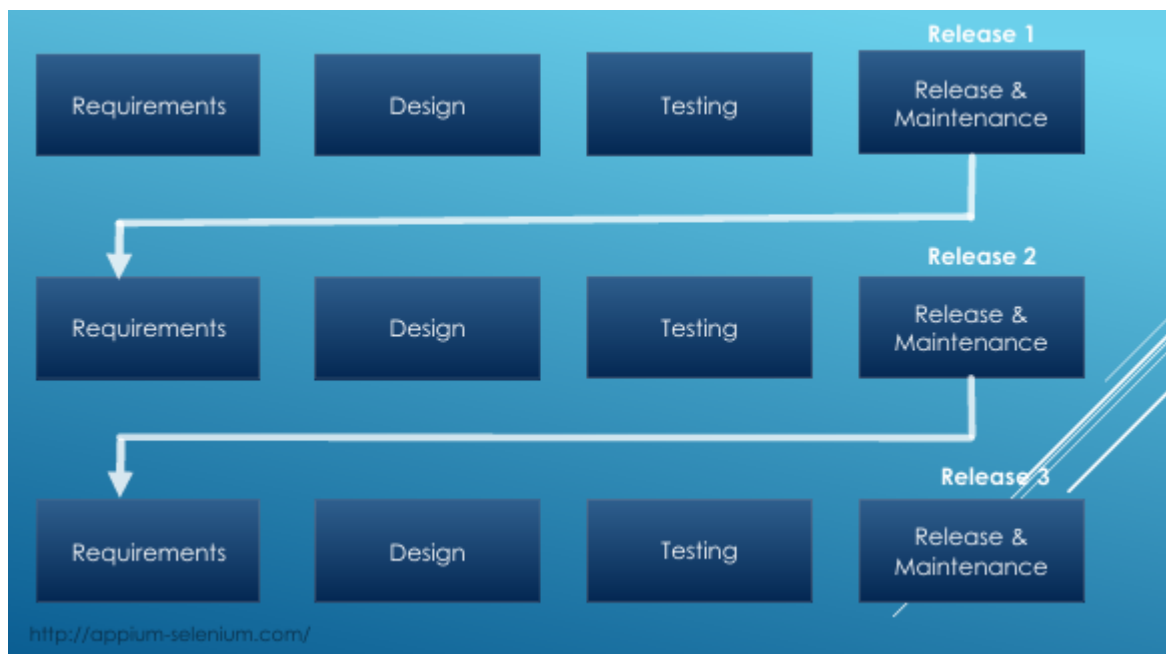 Release 1
Requirements
Design
Testing
Release &
Maintenance
Release 2
Requirements
Design
Testing
Release &
Maintenance
Release 3
Requirements
Design
Testing
Release &
Maintenance
http://appium-selenium.com/